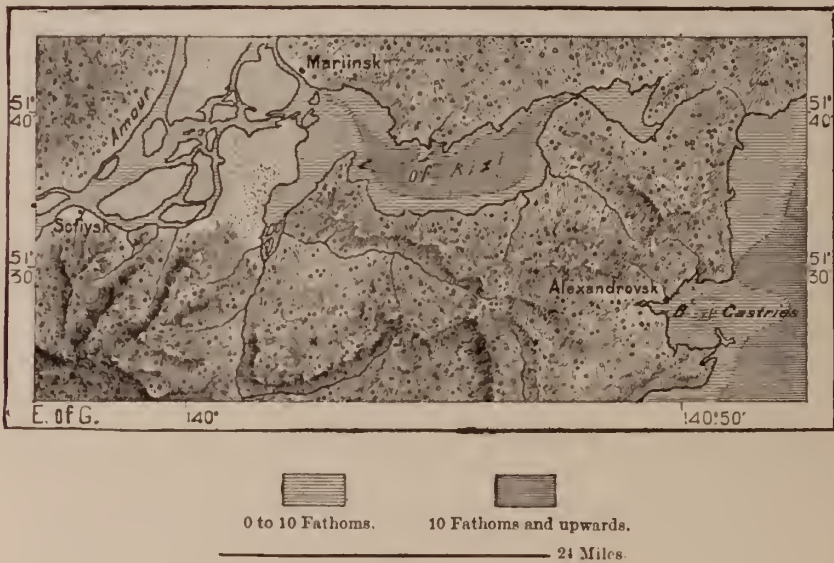 Mariinsk
51°
40'
51°
40'
Amour
of Kizi
Sofiysk
51°
30'
51°
30'
Alexandrovsk
B. of Castries
E. of G.
140°
140°50'
0 to 10 Fathoms.
10 Fathoms and upwards.
24 Miles.